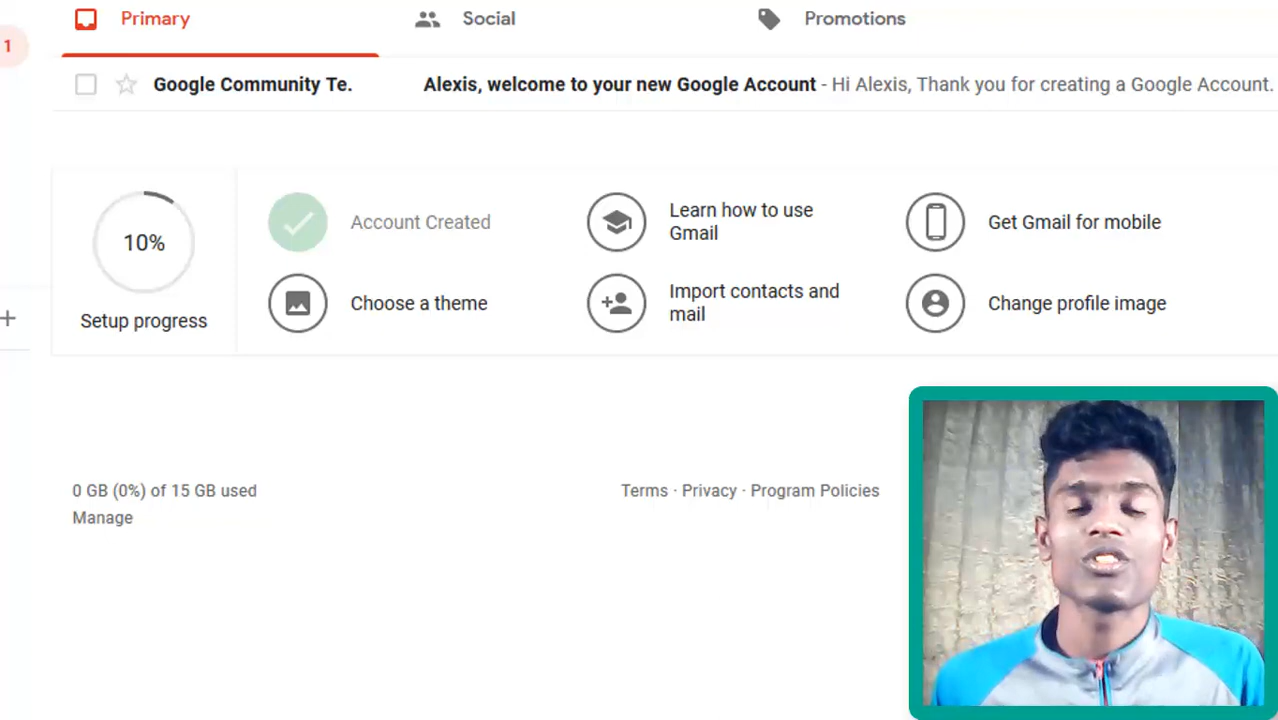 Primary
Social
Promotions
1
Google Community Te.
Alexis, welcome to your new Google Account - Hi Alexis, Thank you for creating a Google Account.
10%
Setup progress
Account Created
Learn how to use
Gmail
Get Gmail for mobile
Choose a theme
Import contacts and
mail
Change profile image
0 GB (0%) of 15 GB used
Manage
Terms · Privacy · Program Policies